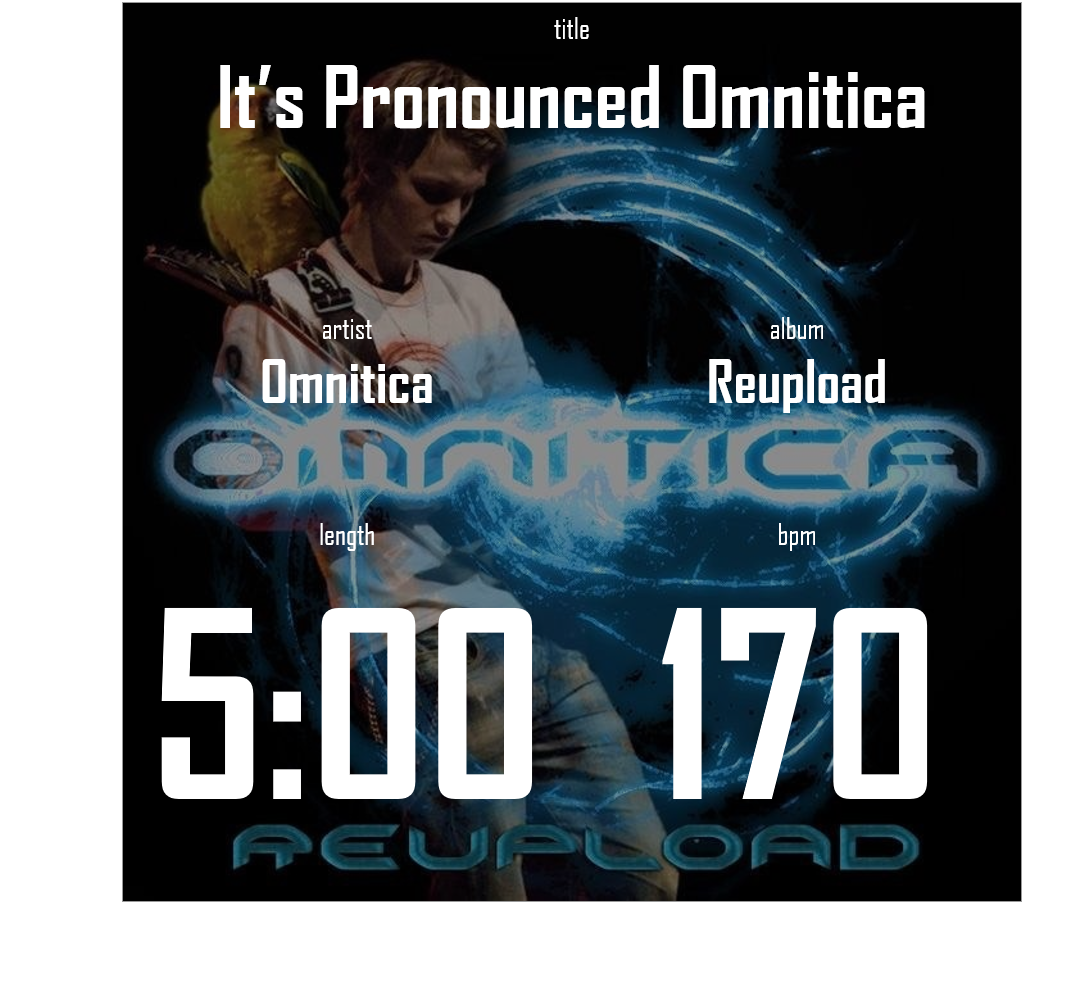 title
It’s Pronounced Omnitica
artist
album
Omnitica
Reupload
OMNITICA
length
bpm
5:00
170
REUPLOAD